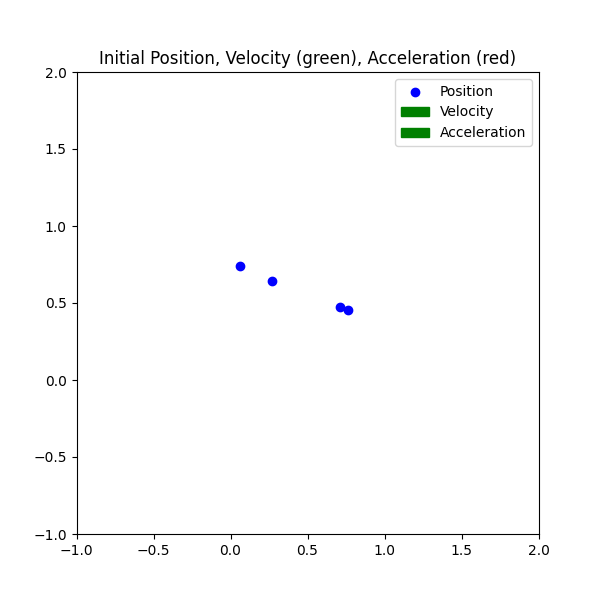 Initial Position, Velocity (green), Acceleration (red)
Position
Velocity
Acceleration
2.0
1.5
1.0
0.5
0.0
−0.5
−1.0
−1.0 −0.5 0.0 0.5 1.0 1.5 2.0